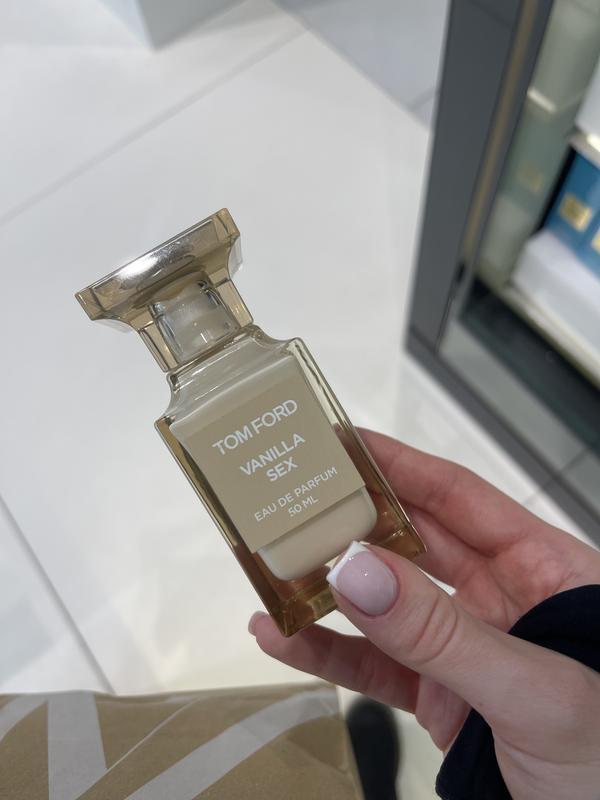 TOM FORD
VANILLA
SEX
EAU DE PARFUM
50 ML